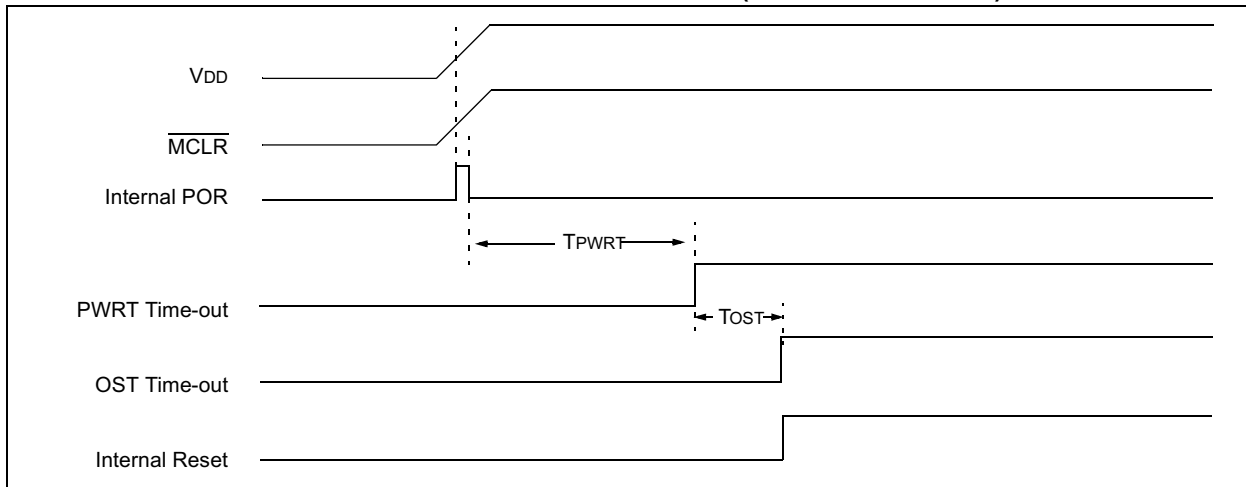 VDD
MCLR
Internal POR
TPWRT
PWRT Time-out
TOST
OST Time-out
Internal Reset